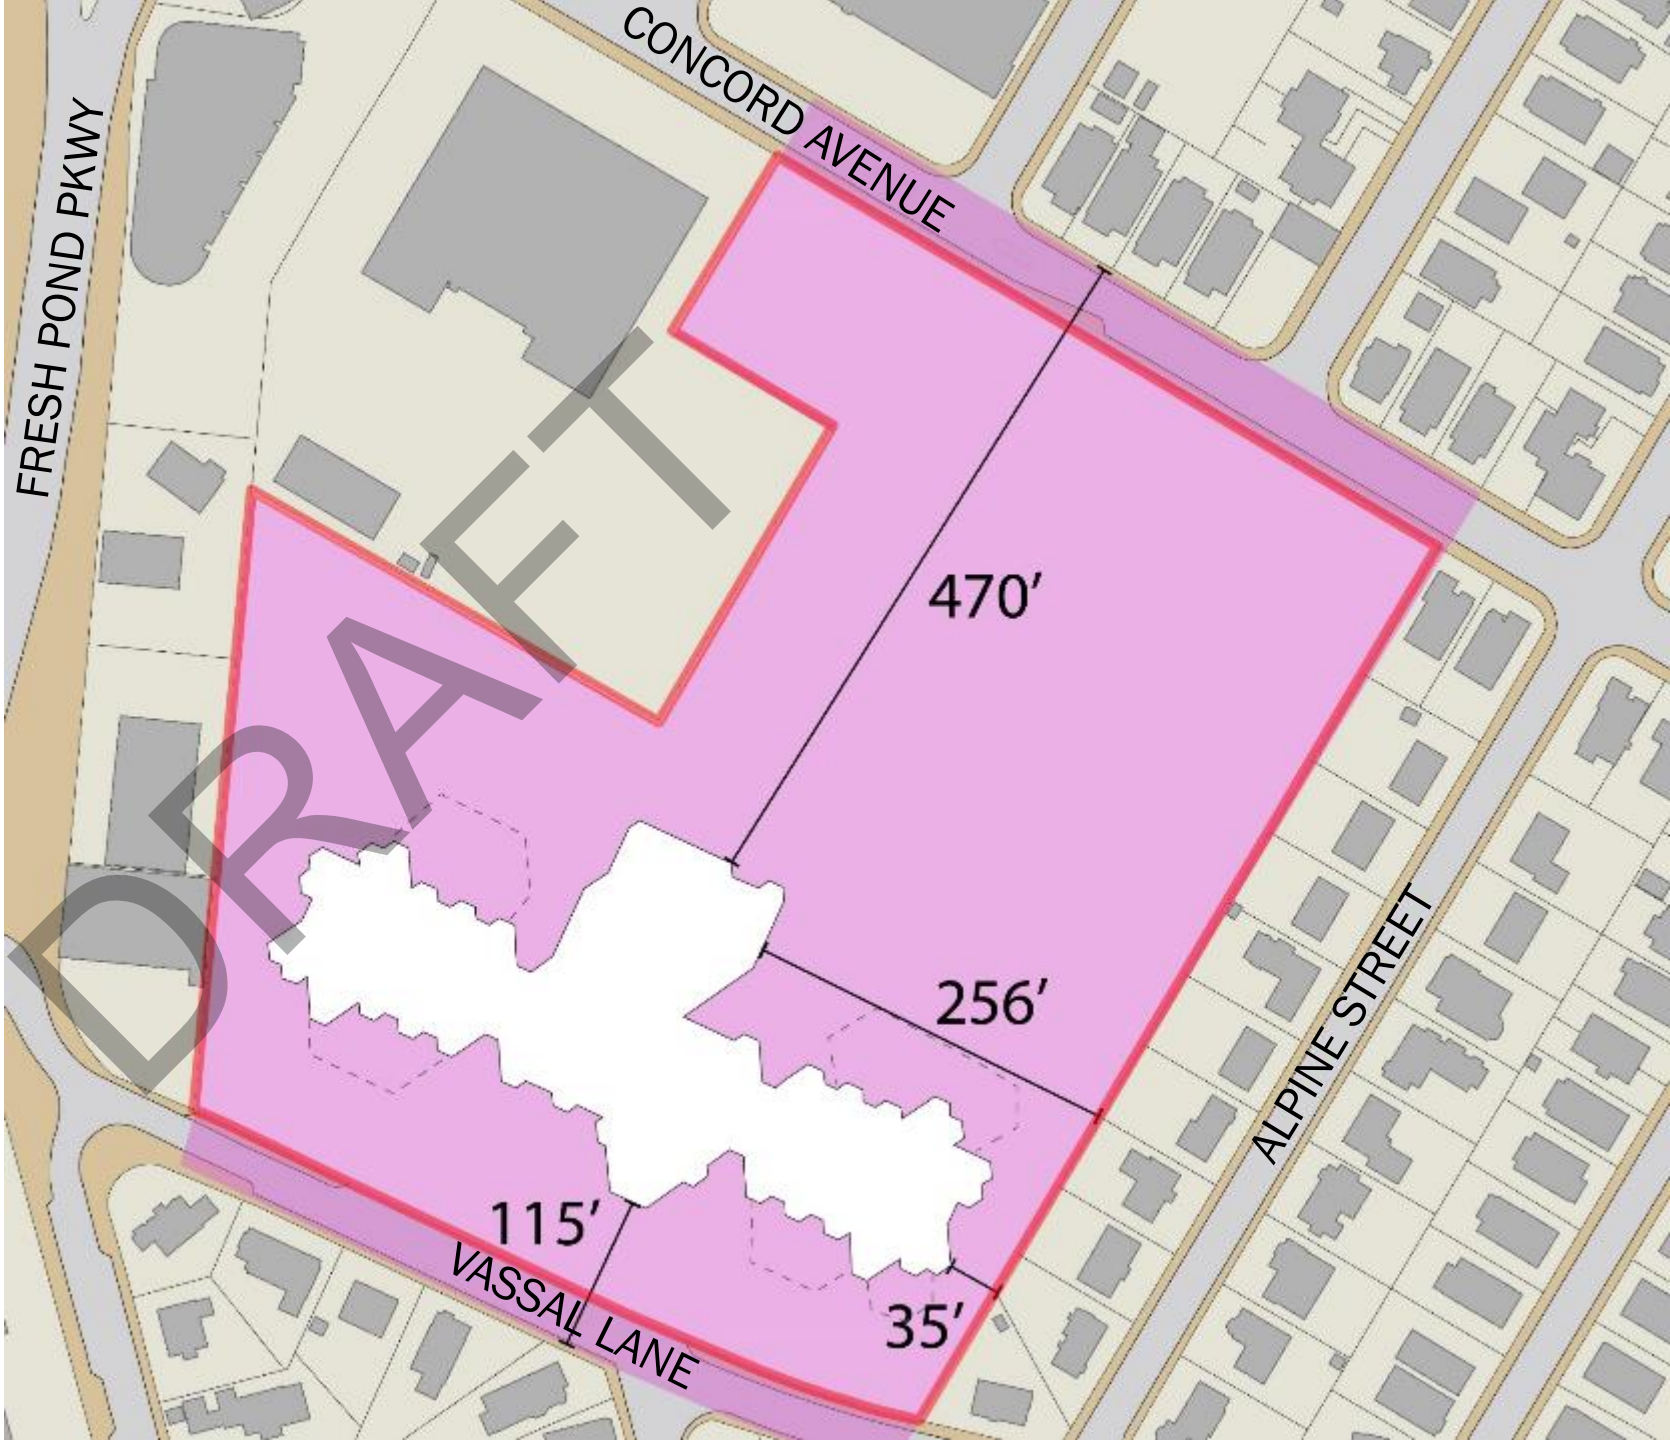 CONCORD AVENUE
FRESH POND PKWY
DRAFT
470′
256′
ALPINE STREET
115′
VASSAL LANE
35′